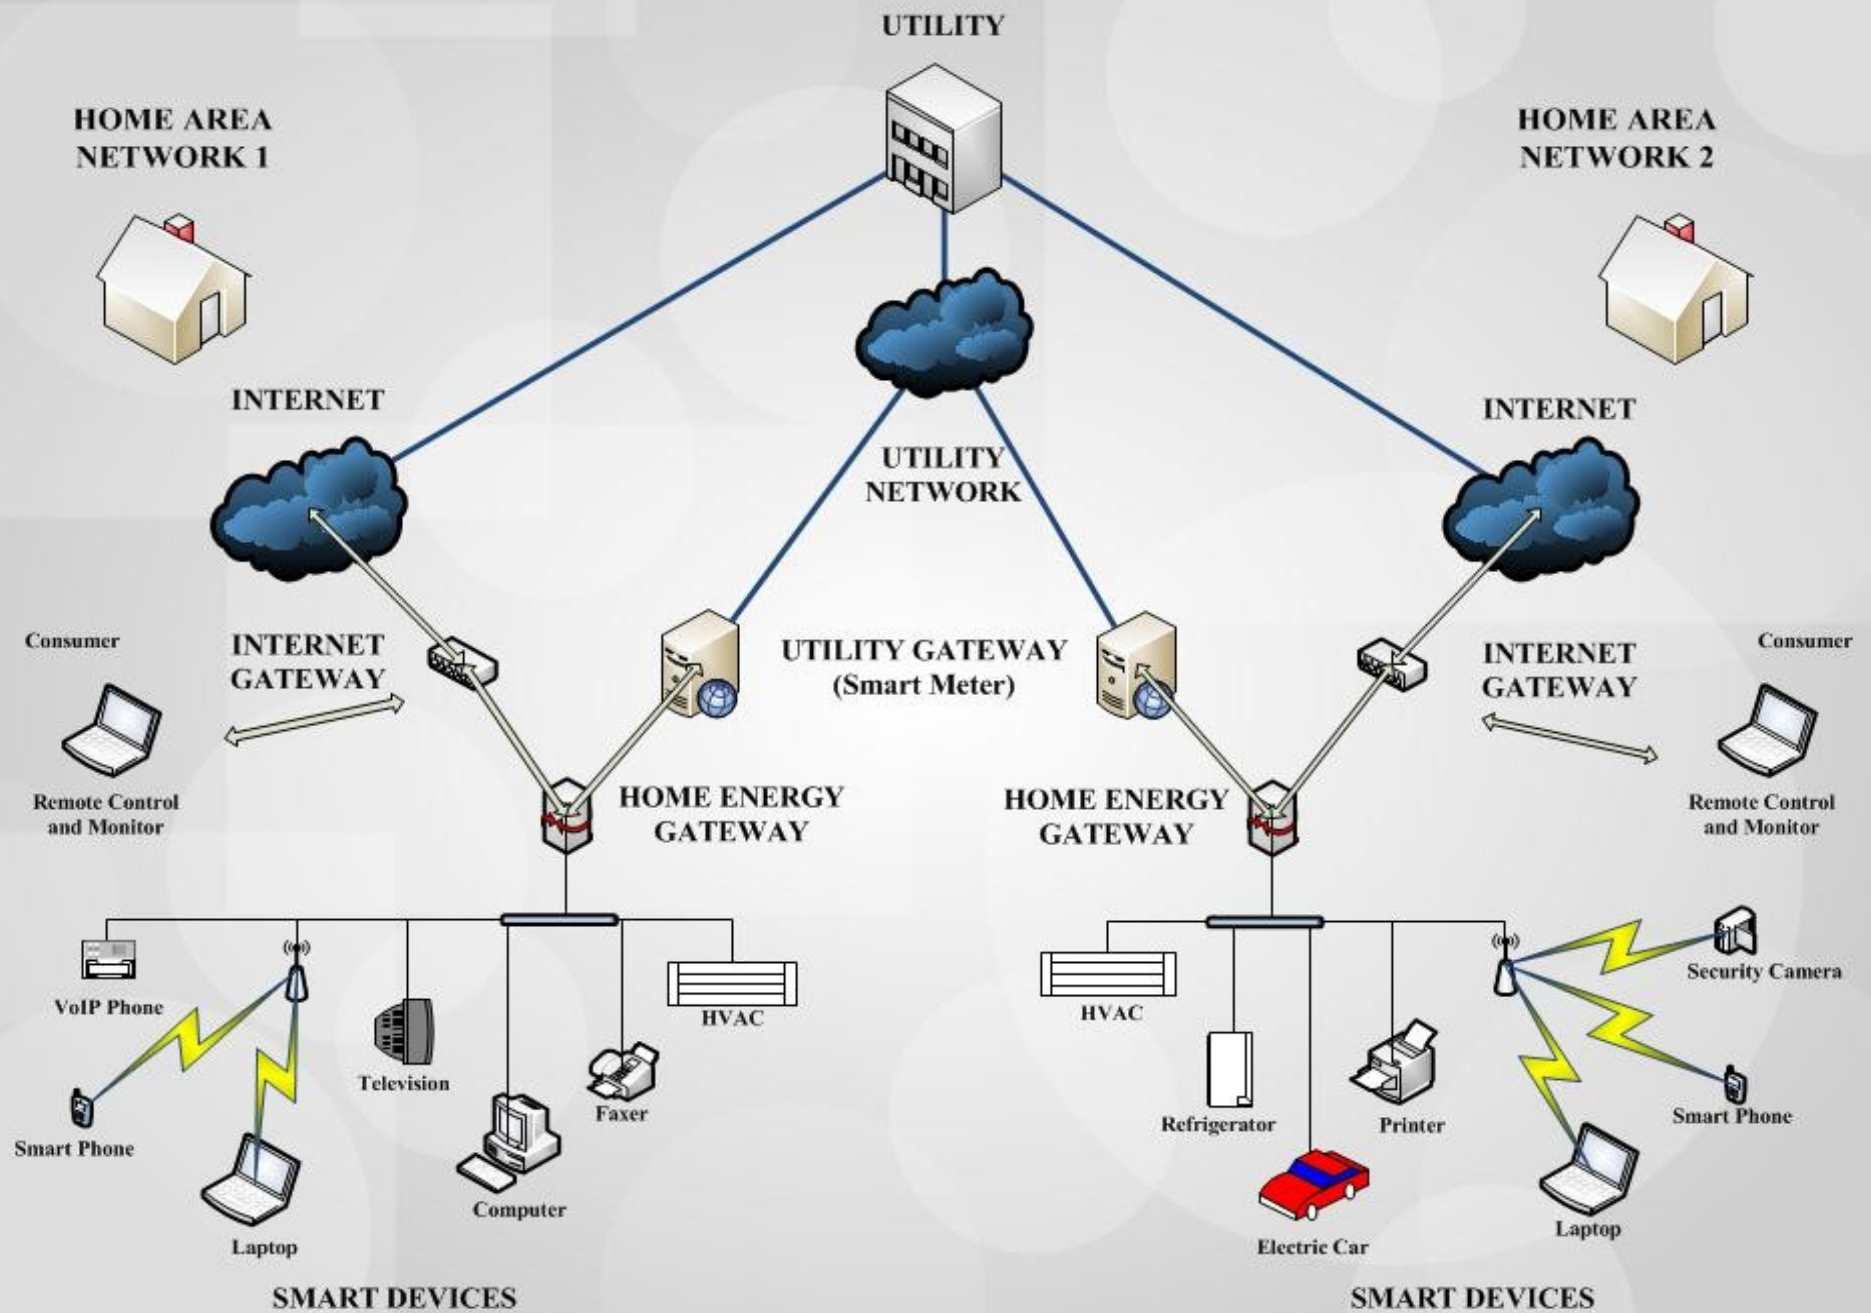 UTILITY
HOME AREA
NETWORK 1
HOME AREA
NETWORK 2
INTERNET
INTERNET
UTILITY
NETWORK
Consumer
INTERNET
GATEWAY
UTILITY GATEWAY
(Smart Meter)
INTERNET
GATEWAY
Consumer
Remote Control
and Monitor
HOME ENERGY
GATEWAY
HOME ENERGY
GATEWAY
Remote Control
and Monitor
VoIP Phone
Television
Faxer
HVAC
Smart Phone
Laptop
Computer
HVAC
Security Camera
Refrigerator
Printer
Smart Phone
Electric Car
Laptop
SMART DEVICES
SMART DEVICES